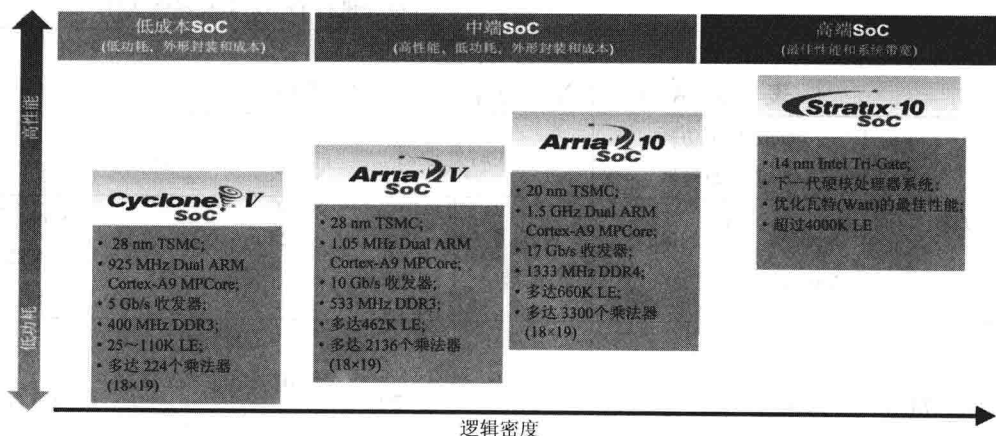 低成本SoC
(低功耗，外形封装和成本)
中端SoC
(高性能、低功耗，外形封装和成本)
高端SoC
(最佳性能和系统带宽)
高性能
低功耗
Cyclone V
SoC
• 28 nm TSMC;
• 925 MHz Dual ARM
Cortex-A9 MPCore;
• 5 Gb/s 收发器;
• 400 MHz DDR3;
• 25～110K LE;
• 多达 224个乘法器
(18×19)
Arria V
SoC
• 28 nm TSMC;
• 1.05 MHz Dual ARM
Cortex-A9 MPCore;
• 10 Gb/s 收发器;
• 533 MHz DDR3;
• 多达462K LE;
• 多达 2136个乘法器
(18×19)
Arria 10
SoC
• 20 nm TSMC;
• 1.5 GHz Dual ARM
Cortex-A9 MPCore;
• 17 Gb/s 收发器;
• 1333 MHz DDR4;
• 多达660K LE;
• 多达 3300个乘法器
(18×19)
Stratix 10
SoC
• 14 nm Intel Tri-Gate;
• 下一代硬核处理器系统;
• 优化瓦特(Watt)的最佳性能;
• 超过4000K LE
逻辑密度